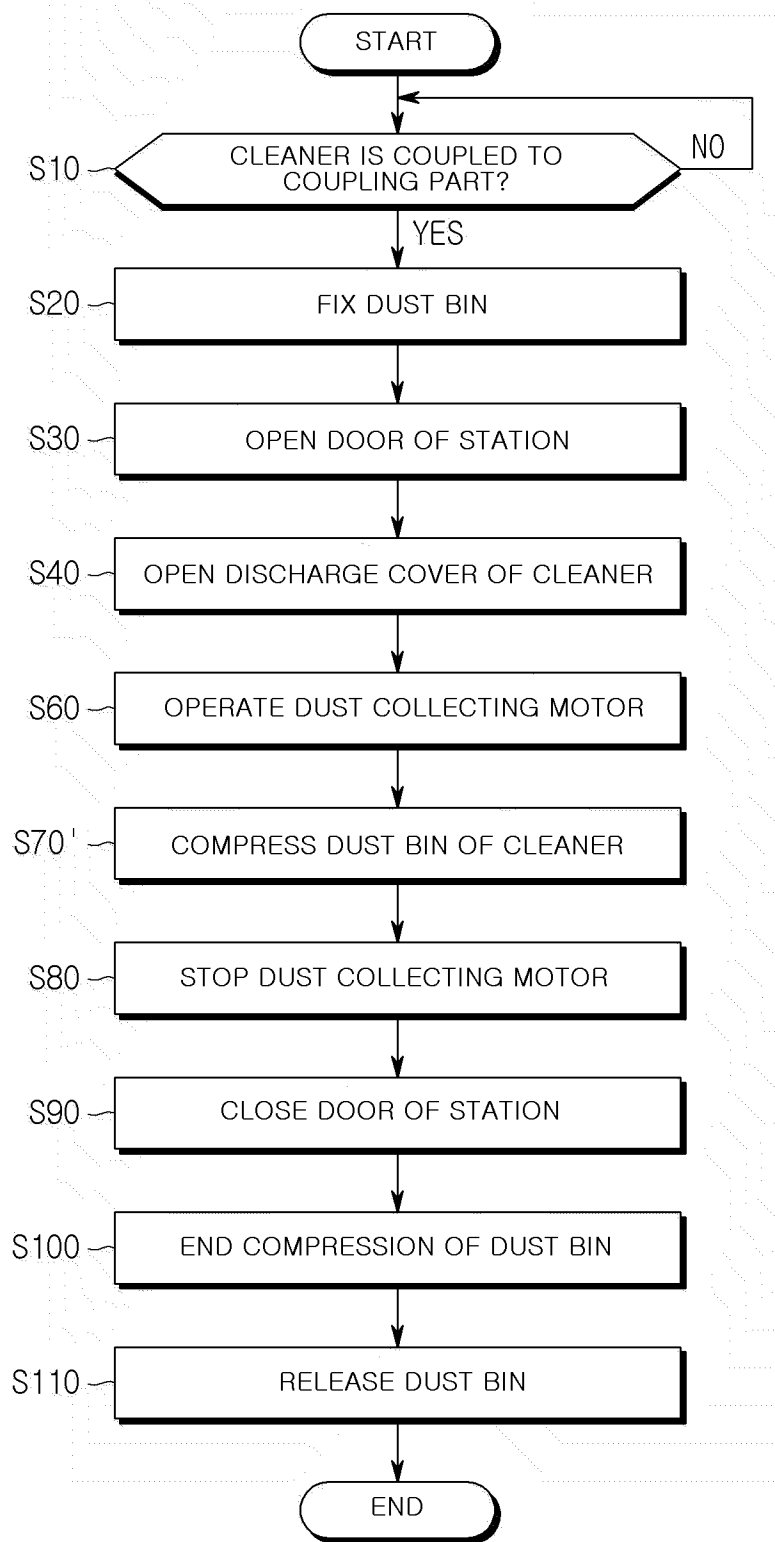 START
S10
CLEANER IS COUPLED TO
COUPLING PART?
NO
YES
S20
FIX DUST BIN
S30
OPEN DOOR OF STATION
S40
OPEN DISCHARGE COVER OF CLEANER
S60
OPERATE DUST COLLECTING MOTOR
S70'
COMPRESS DUST BIN OF CLEANER
S80
STOP DUST COLLECTING MOTOR
S90
CLOSE DOOR OF STATION
S100
END COMPRESSION OF DUST BIN
S110
RELEASE DUST BIN
END